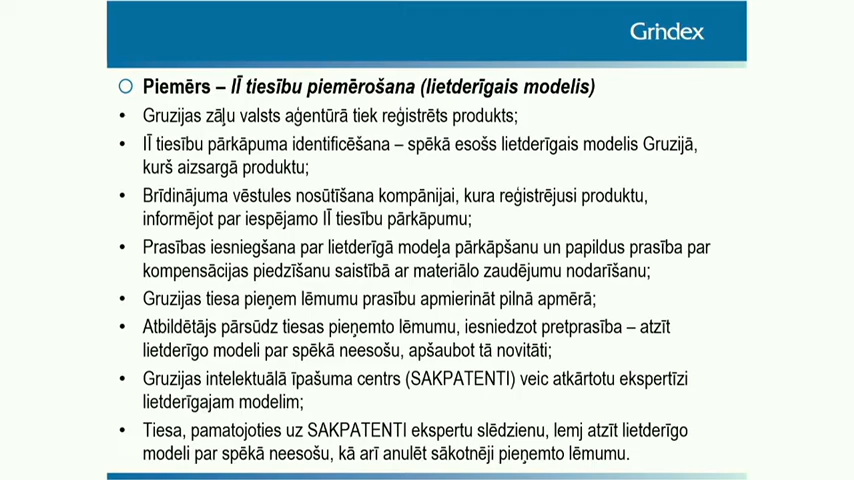 Grindex
Piemērs – IĪ tiesību piemērošana (lietderīgais modelis)
• Gruzijas zāļu valsts aģentūrā tiek reģistrēts produkts;
• IĪ tiesību pārkāpuma identificēšana – spēkā esošs lietderīgais modelis Gruzijā,
kurš aizsargā produktu;
• Brīdinājuma vēstules nosūtīšana kompānijai, kura reģistrējusi produktu,
informējot par iespējamo IĪ tiesību pārkāpumu;
• Prasības iesniegšana par lietderīgā modeļa pārkāpšanu un papildus prasība par
kompensācijas piedzīšanu saistībā ar materiālo zaudējumu nodarīšanu;
• Gruzijas tiesa pieņem lēmumu prasību apmierināt pilnā apmērā;
• Atbildētājs pārsūdz tiesas pieņemto lēmumu, iesniedzot pretprasība – atzīt
lietderīgo modeli par spēkā neesošu, apšaubot tā novitāti;
• Gruzijas intelektuālā īpašuma centrs (SAKPATENTI) veic atkārtotu ekspertīzi
lietderīgajam modelim;
• Tiesa, pamatojoties uz SAKPATENTI ekspertu slēdzienu, lemj atzīt lietderīgo
modeli par spēkā neesošu, kā arī anulēt sākotnēji pieņemto lēmumu.